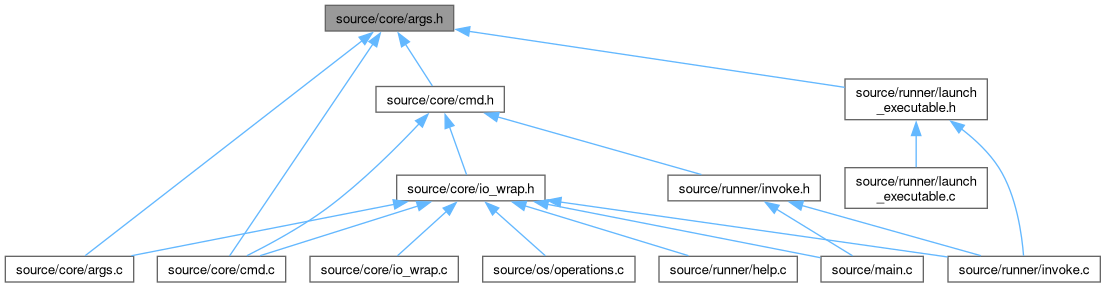 source/core/args.h
source/core/cmd.h
source/runner/launch
_executable.h
source/core/io_wrap.h
source/runner/invoke.h
source/runner/launch
_executable.c
source/core/args.c
source/core/cmd.c
source/core/io_wrap.c
source/os/operations.c
source/runner/help.c
source/main.c
source/runner/invoke.c